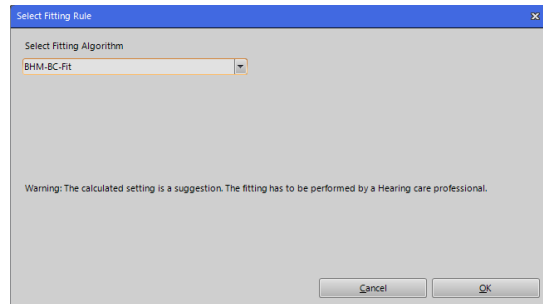 Select Fitting Rule
Select Fitting Algorithm
BHM-BC-Fit
Warning: The calculated setting is a suggestion. The fitting has to be performed by a Hearing care professional.
Cancel OK